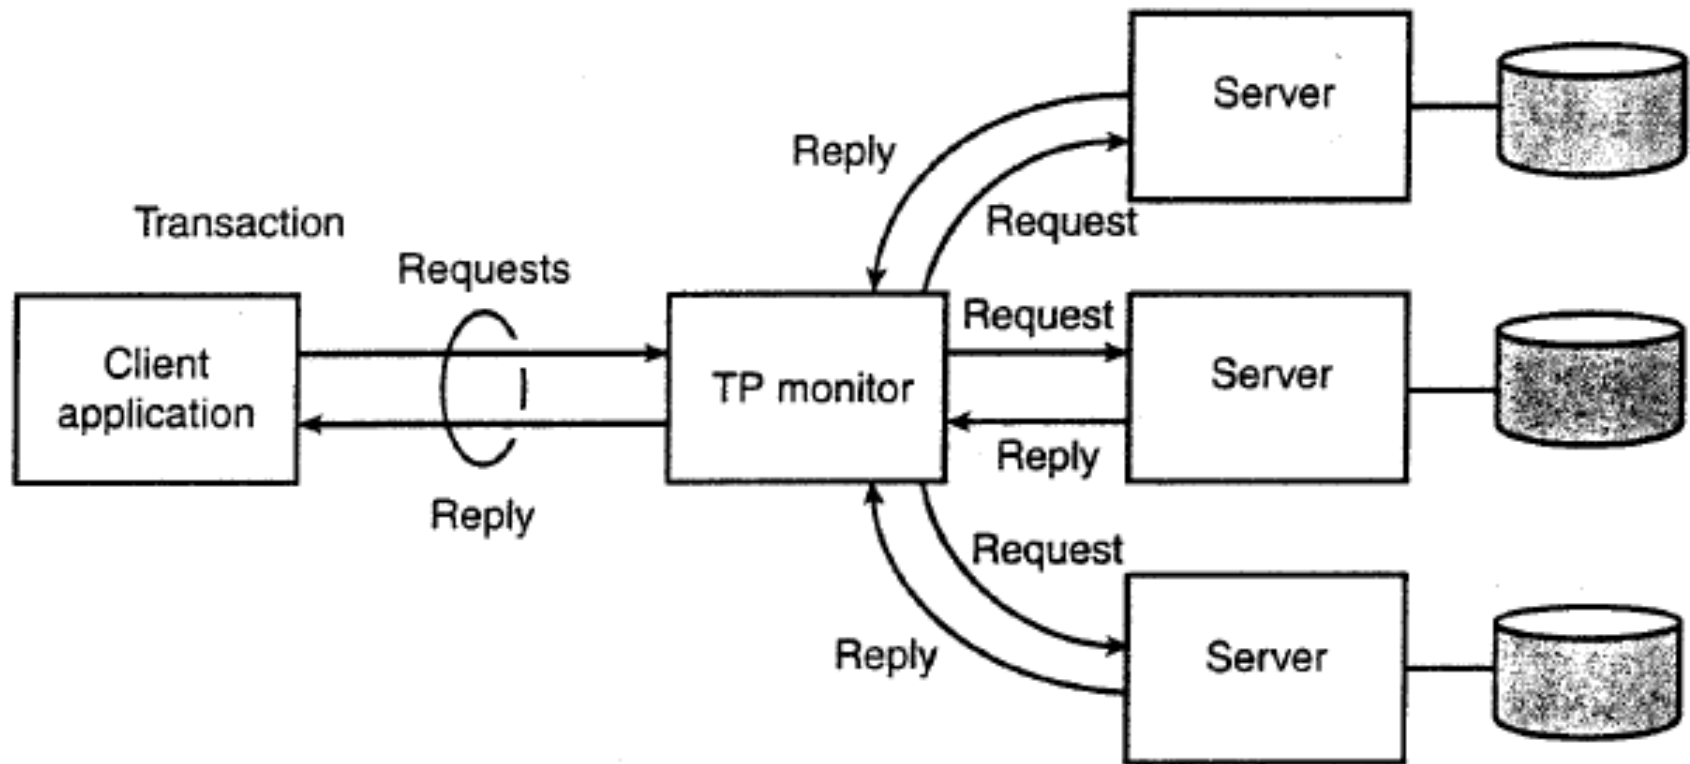 Server
Reply
Transaction
Request
Requests
Request
Client
application
TP monitor
Server
Reply
Reply
Request
Reply
Server